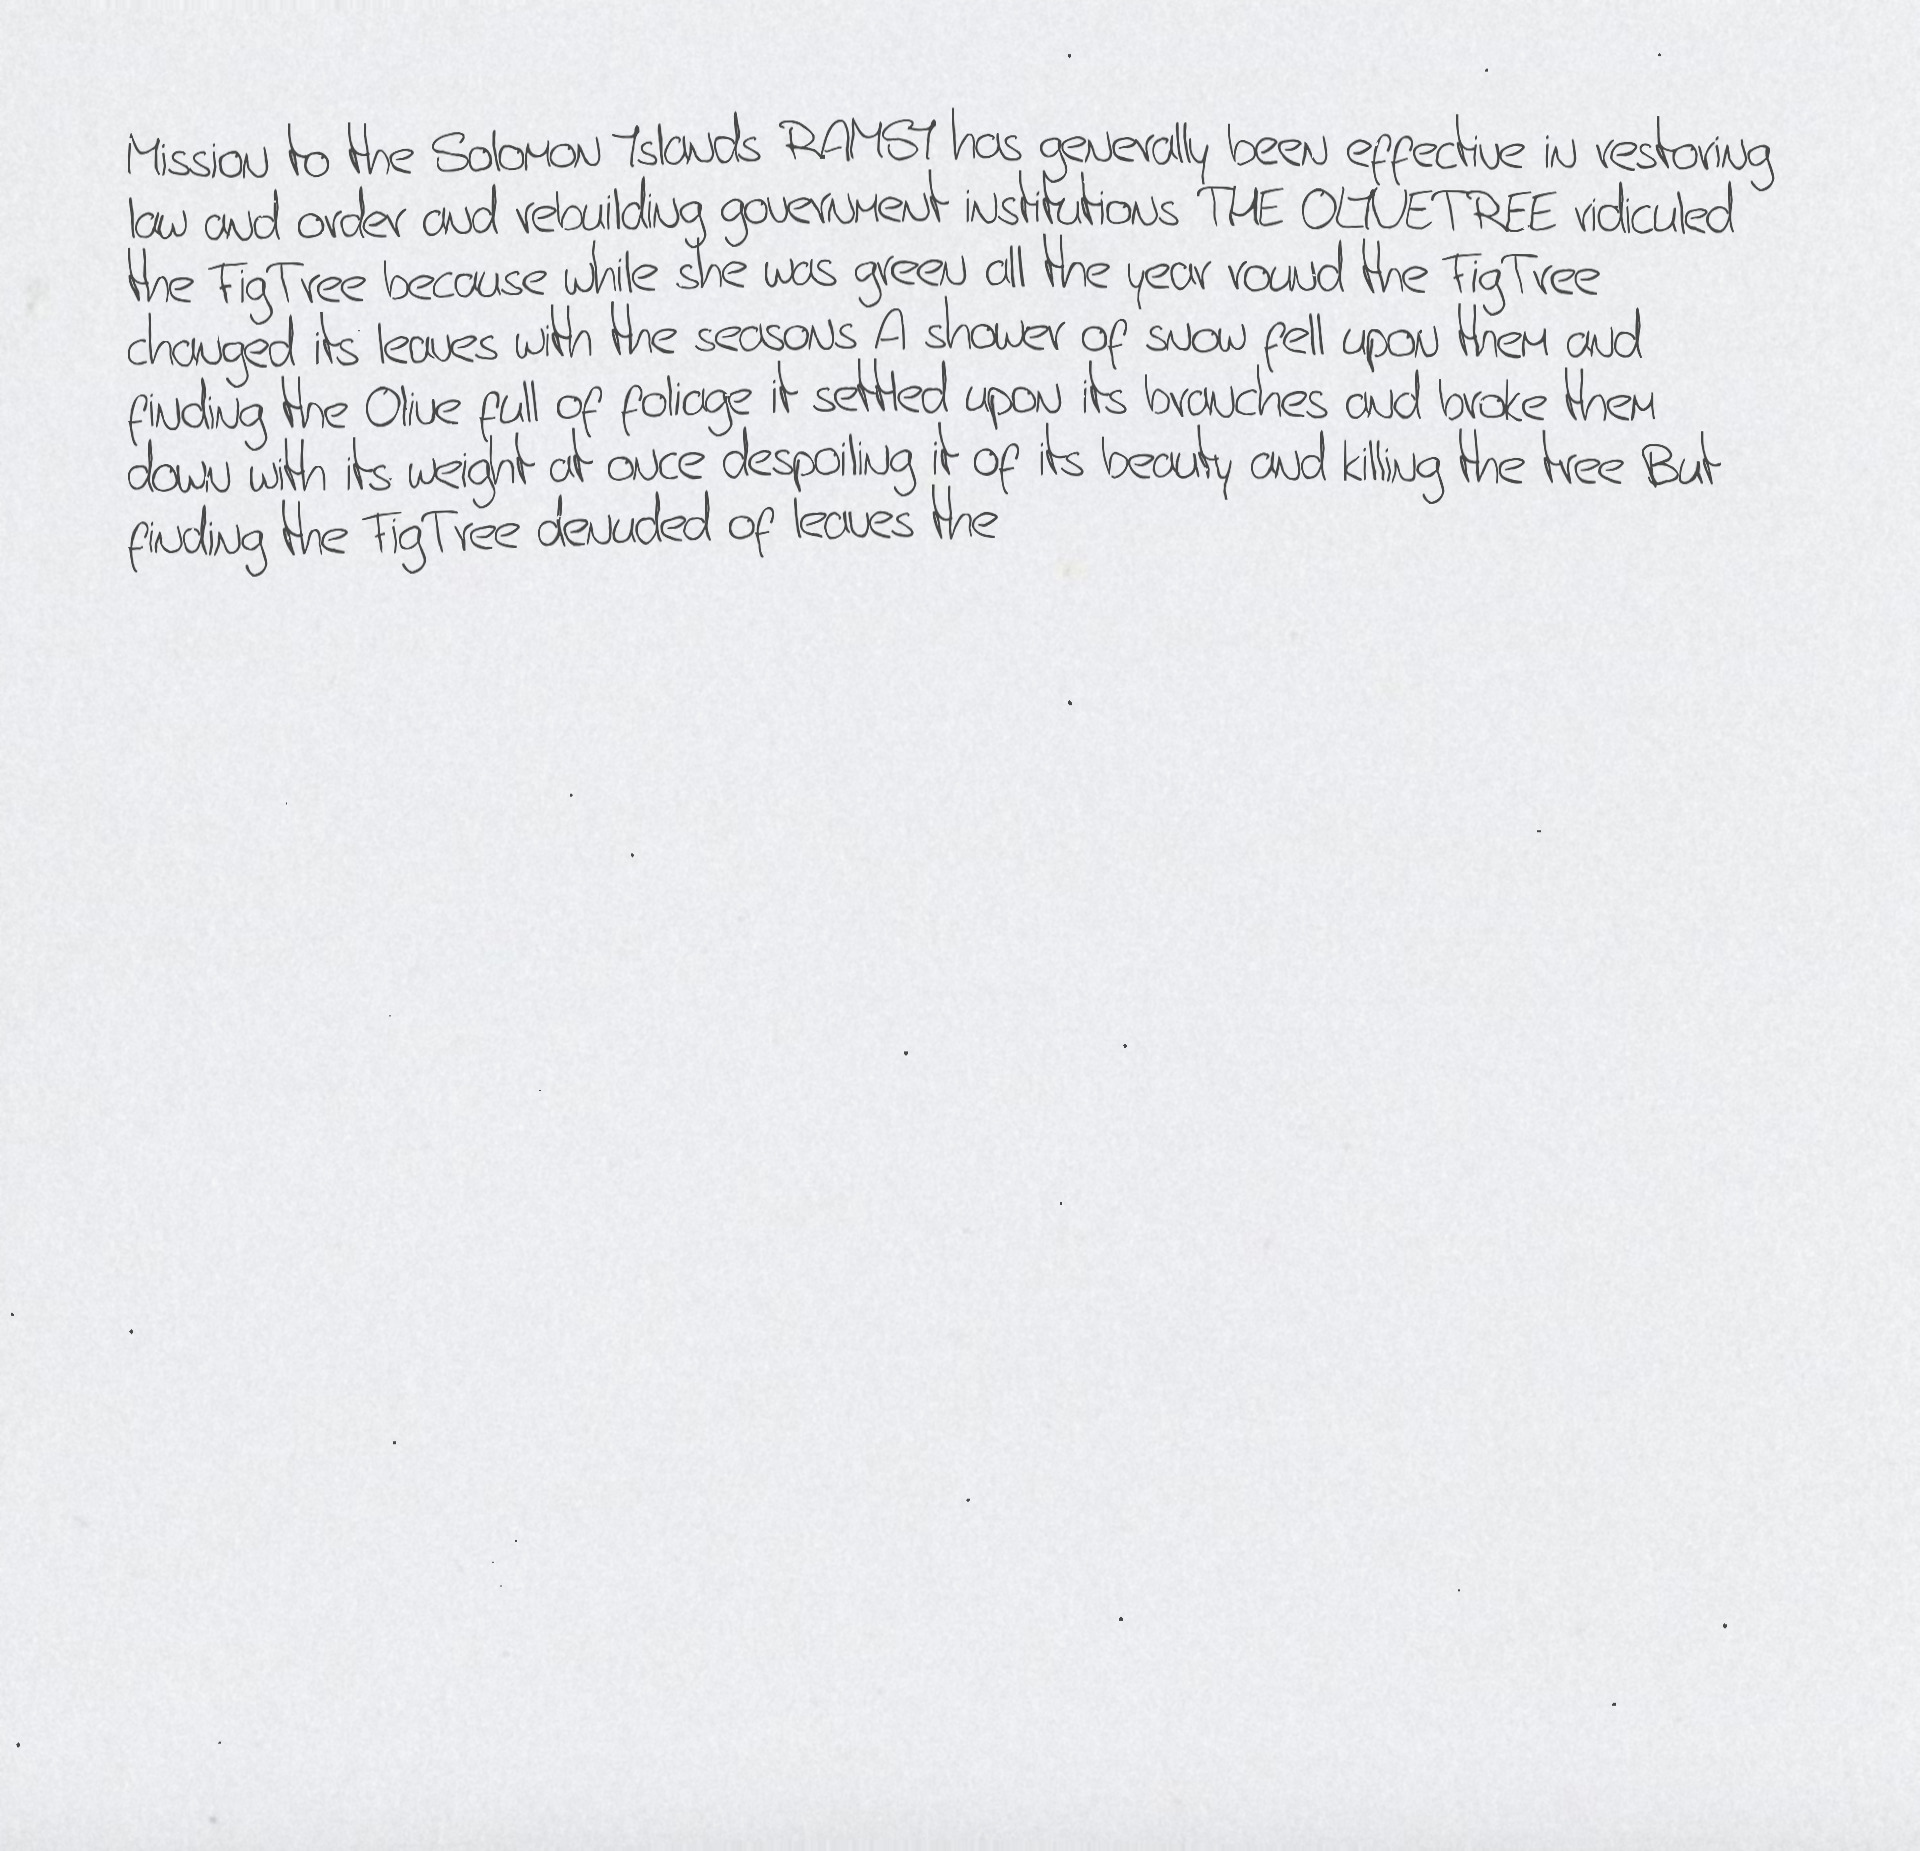 Mission to the Solomon Islands RAMSI has generally been effective in restoring
law and order and rebuilding government institutions THE OLIVETREE ridiculed
the FigTree because while she was green all the year round the FigTree
changed its leaves with the seasons A shower of snow fell upon them and
finding the Olive full of foliage it settled upon its branches and broke them
down with its weight at once despoiling it of its beauty and killing the tree But
finding the FigTree denuded of leaves the